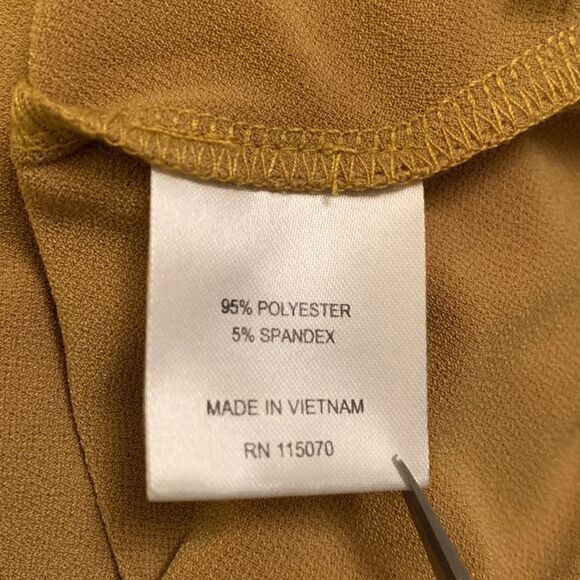 95% POLYESTER
5% SPANDEX
MADE IN VIETNAM
RN 115070